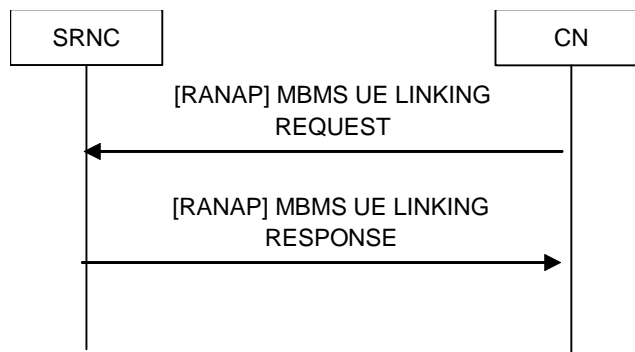 SRNC
CN
[RANAP] MBMS UE LINKING
REQUEST
[RANAP] MBMS UE LINKING
RESPONSE